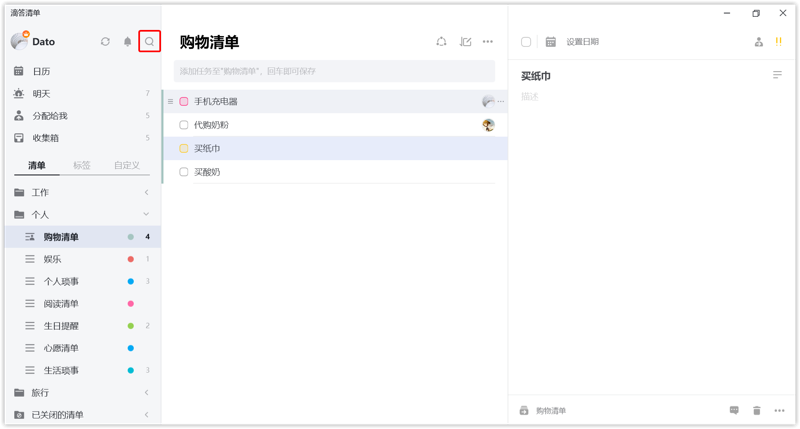 滴答清单
Dato
日历
明天 7
分配给我 5
收集箱 5
清单 标签 自定义
工作
个人
购物清单 4
娱乐 1
个人琐事 3
阅读清单
生日提醒 2
心愿清单
生活琐事 3
旅行
已关闭的清单
购物清单
添加任务至"购物清单"，回车即可保存
手机充电器
代购奶粉
买纸巾
买酸奶
设置日期
买纸巾
描述
购物清单